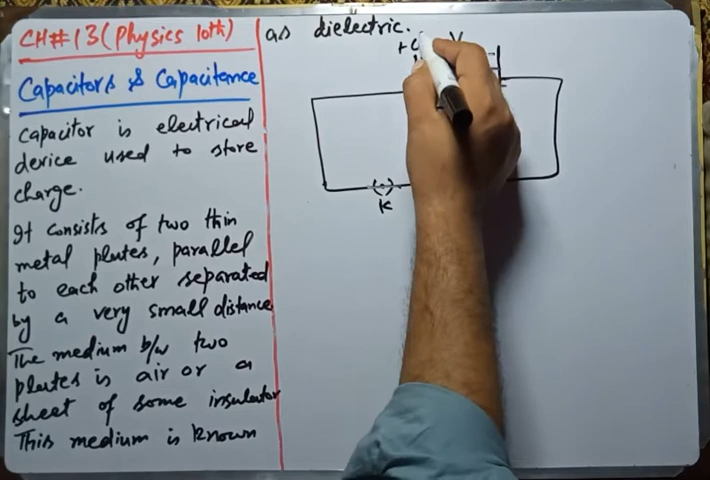 CH#13(Physics 10th)
Capacitors & Capacitance
Capacitor is electrical
device used to store
charge.
It consists of two thin
metal plates, parallel
to each other separated
by a very small distance
The medium b/w two
plates is air or a
sheet of some insulator
This medium is known
as dielectric.
V
K